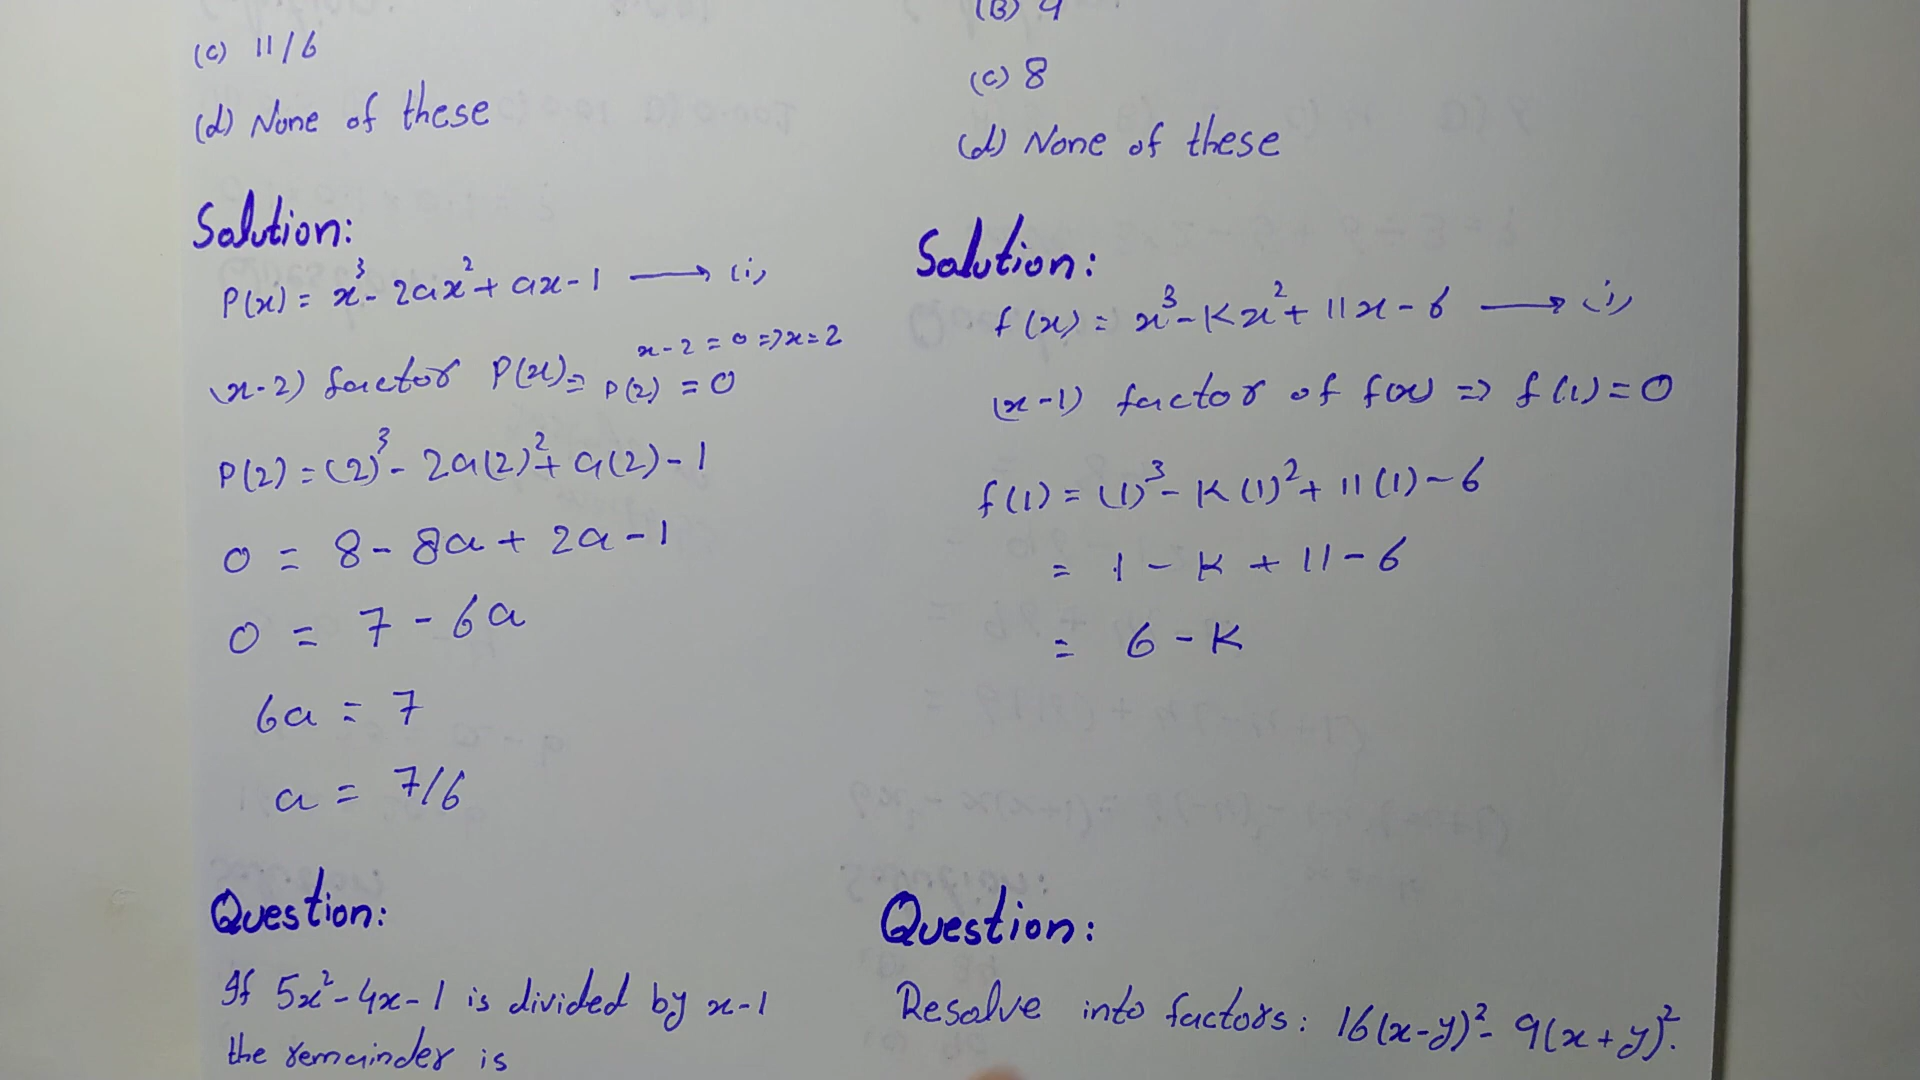 (c) 11/6
(d) None of these
Solution:
P(x) = x³- 2ax²+ ax-1 → (i)
x-2 = 0 => x=2
(x-2) factor P(x)= P(2) = 0
P(2) = (2)³- 2a(2)²+ a(2)-1
0 = 8- 8a + 2a-1
0 = 7-6a
6a = 7
a = 7/6
Question:
If 5x²-4x-1 is divided by x-1
the remainder is
(B) 4
(c) 8
(d) None of these
Solution:
f(x) = x³-Kx²+ 11x-6 → (i)
(x-1) factor of f(x) => f(1)=0
f(1) = (1)³- K(1)²+ 11(1)-6
= 1 - K + 11-6
= 6-K
Question:
Resolve into factors: 16(x-y)²- 9(x+y)².